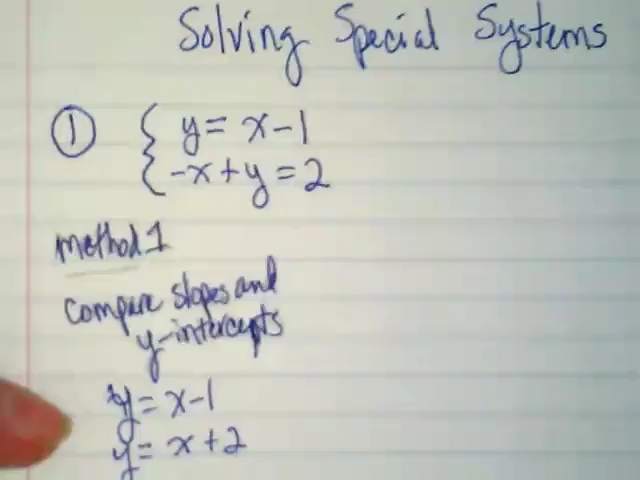 Solving Special Systems
① { y = x - 1
-x + y = 2
method 1
compare slopes and
y-intercepts
y = x - 1
y = x + 2